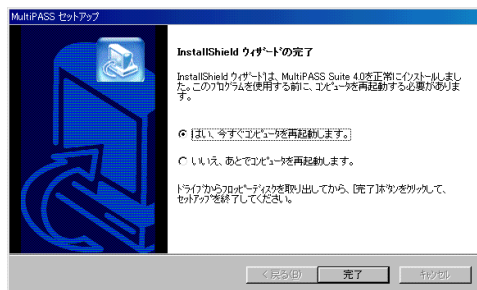 MultiPASS セットアップ
InstallShield ウィザードの完了
InstallShield ウィザードは、MultiPASS Suite 4.0を正常にインストールしまし
た。このプログラムを使用する前に、コンピュータを再起動する必要がありま
す。
はい、今すぐコンピュータを再起動します。
いいえ、あとでコンピュータを再起動します。
ドライブからフロッピーディスクを取り出してから、[完了]ボタンをクリックして、
セットアップを終了してください。
< 戻る(B)
完了
キャンセル